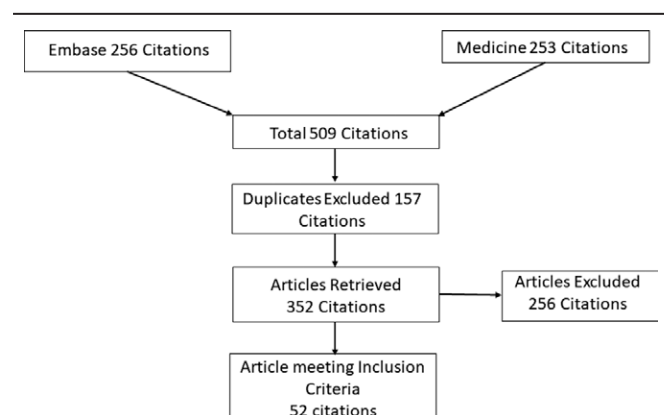 Embase 256 Citations
Medicine 253 Citations
Total 509 Citations
Duplicates Excluded 157
Citations
Articles Retrieved
352 Citations
Articles Excluded
256 Citations
Article meeting Inclusion
Criteria
52 citations